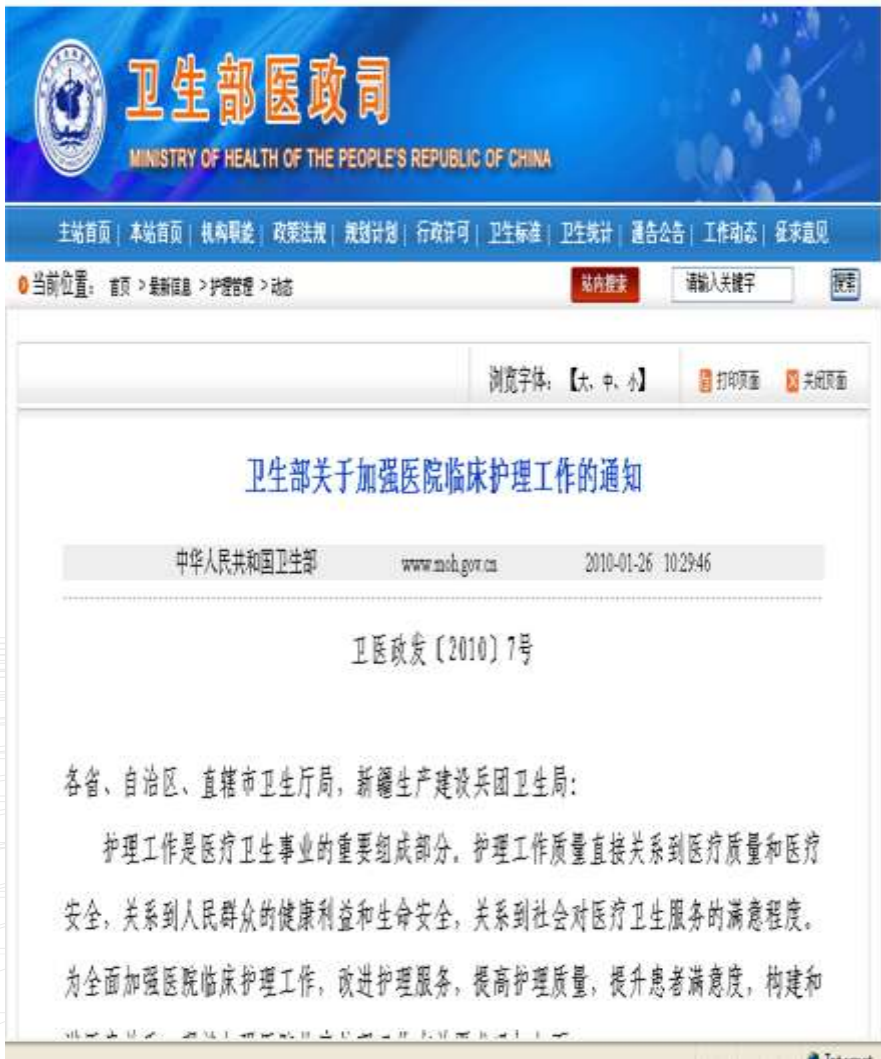 卫生部医政司
MINISTRY OF HEALTH OF THE PEOPLE'S REPUBLIC OF CHINA
主站首页 | 本站首页 | 机构职能 | 政策法规 | 规划计划 | 行政许可 | 卫生标准 | 卫生统计 | 通告公告 | 工作动态 | 征求意见
当前位置: 首页 > 最新信息 > 护理管理 > 动态 站内搜索 请输入关键字 搜索
浏览字体:【大、中、小】 打印页面 关闭页面
卫生部关于加强医院临床护理工作的通知
中华人民共和国卫生部 www.moh.gov.cn 2010-01-26 10:29:46
卫医政发〔2010〕7号
各省、自治区、直辖市卫生厅局,新疆生产建设兵团卫生局:
护理工作是医疗卫生事业的重要组成部分。护理工作质量直接关系到医疗质量和医疗
安全,关系到人民群众的健康利益和生命安全,关系到社会对医疗卫生服务的满意程度。
为全面加强医院临床护理工作,改进护理服务,提高护理质量,提升患者满意度,构建和